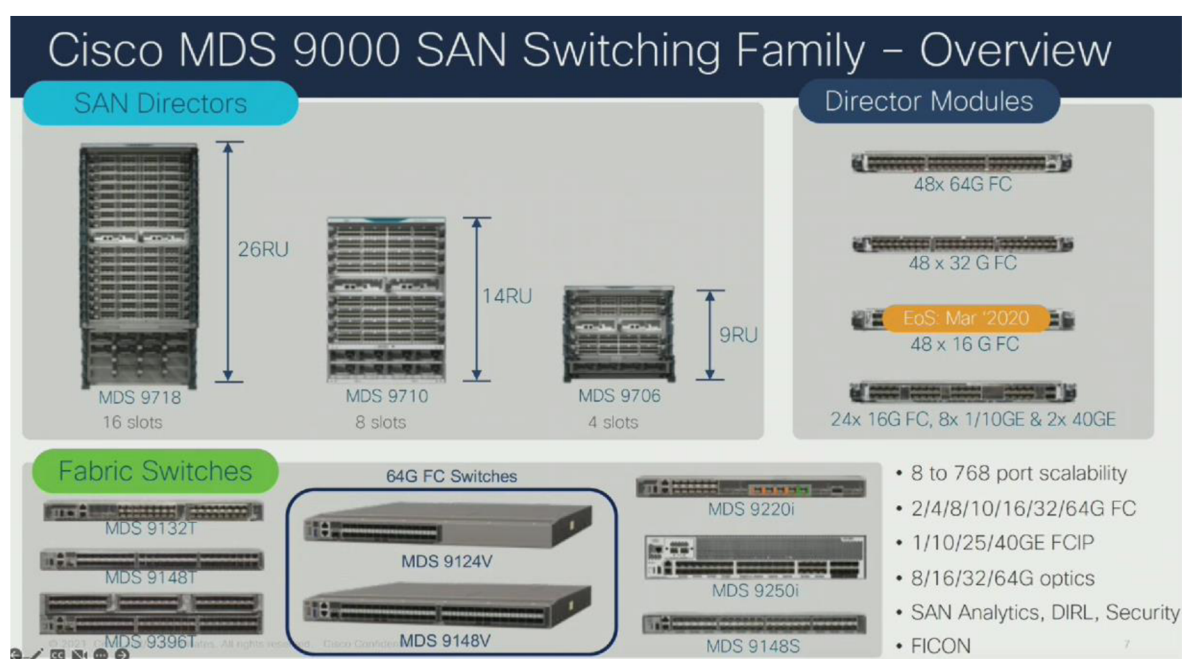 Cisco MDS 9000 SAN Switching Family – Overview
SAN Directors
26RU
MDS 9718
16 slots
14RU
MDS 9710
8 slots
9RU
MDS 9706
4 slots
Director Modules
48x 64G FC
48 x 32 G FC
EoS: Mar '2020
48 x 16 G FC
24x 16G FC, 8x 1/10GE & 2x 40GE
Fabric Switches
MDS 9132T
MDS 9148T
MDS 9396T
64G FC Switches
MDS 9124V
MDS 9148V
MDS 9220i
MDS 9250i
MDS 9148S
• 8 to 768 port scalability
• 2/4/8/10/16/32/64G FC
• 1/10/25/40GE FCIP
• 8/16/32/64G optics
• SAN Analytics, DIRL, Security
• FICON
All rights Cisco
7